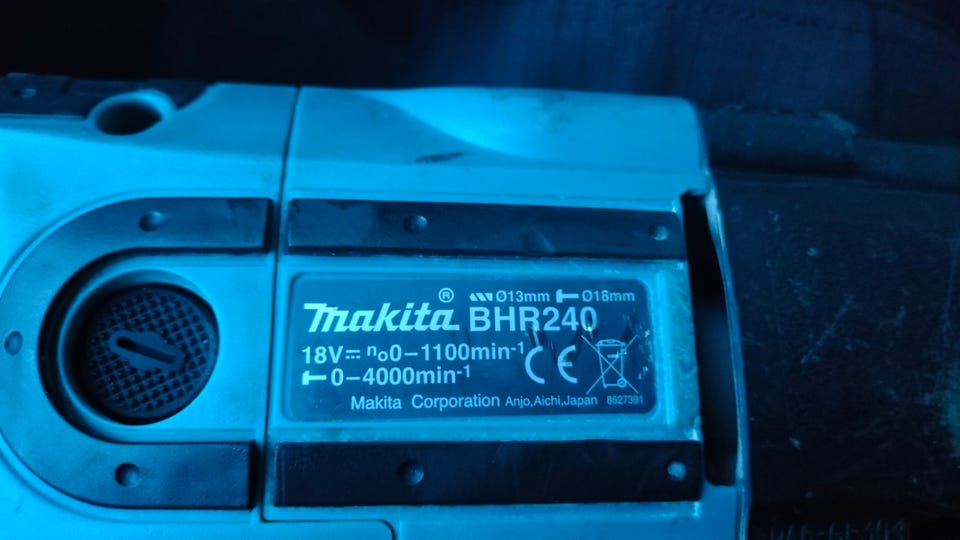 makita® Ø13mm Ø18mm
BHR240
18V⎓ n₀0–1100min⁻¹
0–4000min⁻¹
CE
Makita Corporation Anjo,Aichi,Japan 8627391